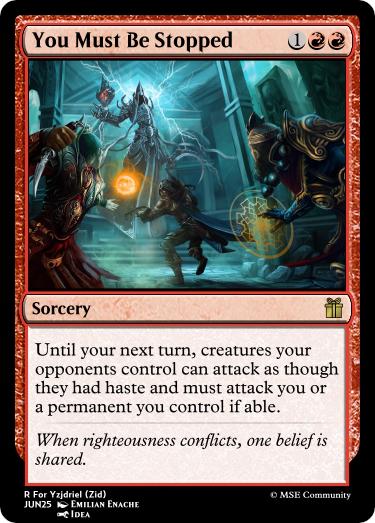 You Must Be Stopped 1
Sorcery
Until your next turn, creatures your
opponents control can attack as though
they had haste and must attack you or
a permanent you control if able.
When righteousness conflicts, one belief is
shared.
R For Yzjdriel (Zid)
JUN25 Emilian Enache
Idea
© MSE Community